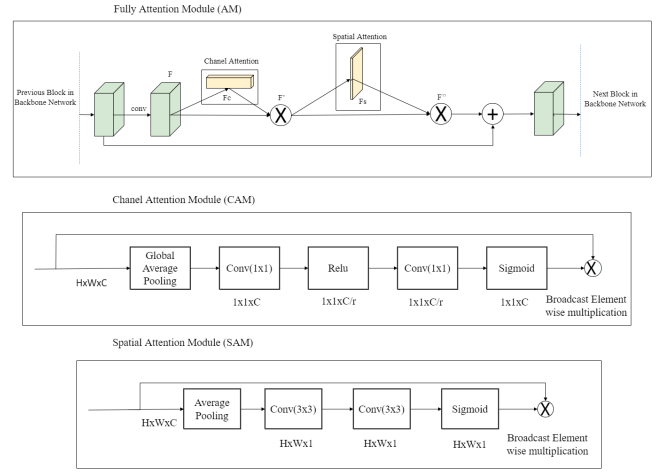 Fully Attention Module (AM)
Spatial Attention
Chanel Attention
Previous Block in
Backbone Network
conv
F
Fc
F'
X
Fs
F''
X
+
Next Block in
Backbone Network
Chanel Attention Module (CAM)
HxWxC
Global
Average
Pooling
Conv(1x1)
1x1xC
Relu
1x1xC/r
Conv(1x1)
1x1xC/r
Sigmoid
1x1xC
X
Broadcast Element
wise multiplication
Spatial Attention Module (SAM)
HxWxC
Average
Pooling
Conv(3x3)
HxWx1
Conv(3x3)
HxWx1
Sigmoid
HxWx1
X
Broadcast Element
wise multiplication